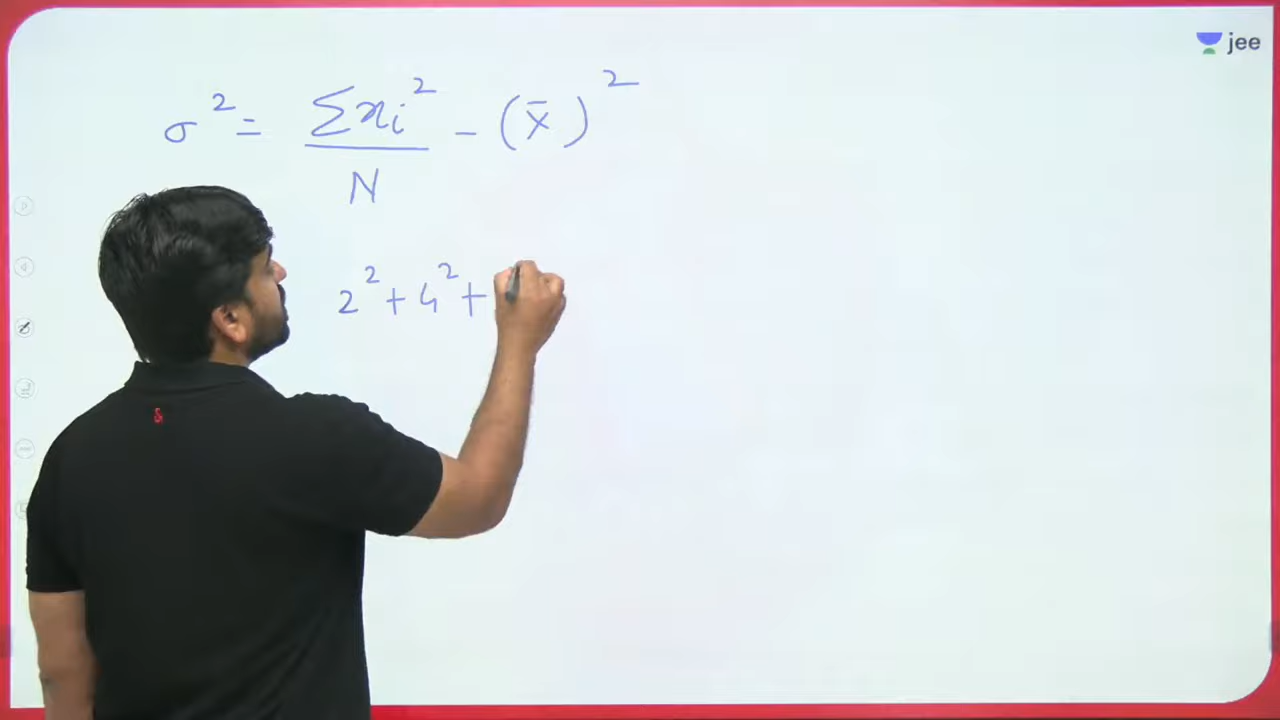 jee
σ² = Σxi²/N - (x̄)²
2² + 4² +